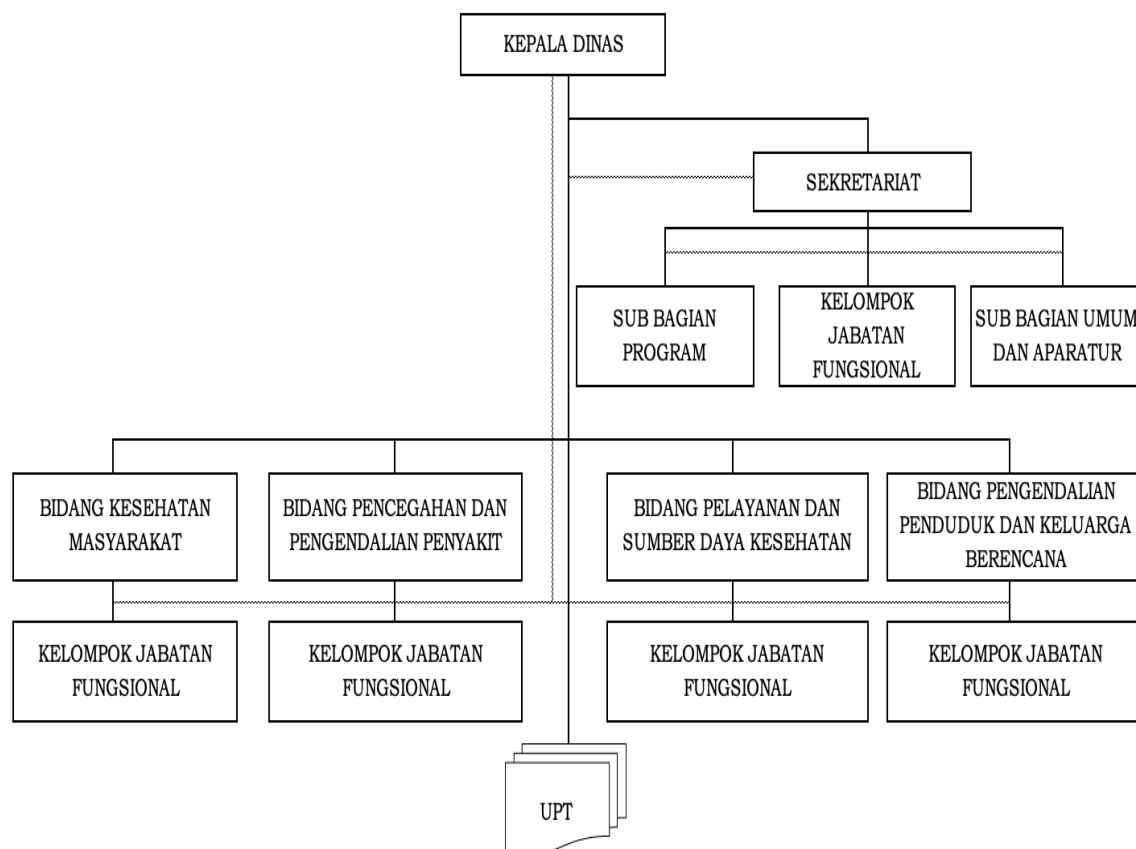 KEPALA DINAS
SEKRETARIAT
SUB BAGIAN
PROGRAM
KELOMPOK
JABATAN
FUNGSIONAL
SUB BAGIAN UMUM
DAN APARATUR
BIDANG KESEHATAN
MASYARAKAT
BIDANG PENCEGAHAN DAN
PENGENDALIAN PENYAKIT
BIDANG PELAYANAN DAN
SUMBER DAYA KESEHATAN
BIDANG PENGENDALIAN
PENDUDUK DAN KELUARGA
BERENCANA
KELOMPOK JABATAN
FUNGSIONAL
KELOMPOK JABATAN
FUNGSIONAL
KELOMPOK JABATAN
FUNGSIONAL
KELOMPOK JABATAN
FUNGSIONAL
UPT